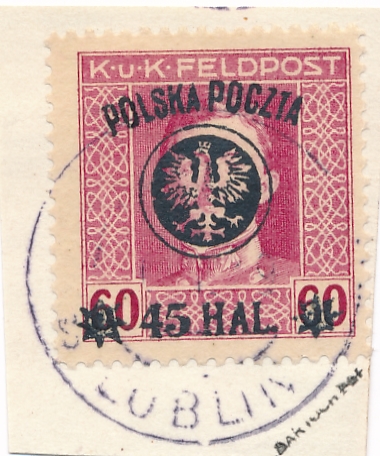 K.u.K.FELDPOST
POLSKA POCZTA
60 45 HAL. 60
LUBLIN